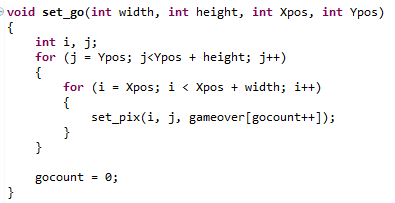 void set_go(int width, int height, int Xpos, int Ypos)
{
    int i, j;
    for (j = Ypos; j<Ypos + height; j++)
    {
        for (i = Xpos; i < Xpos + width; i++)
        {
            set_pix(i, j, gameover[gocount++]);
        }
    }
    gocount = 0;
}